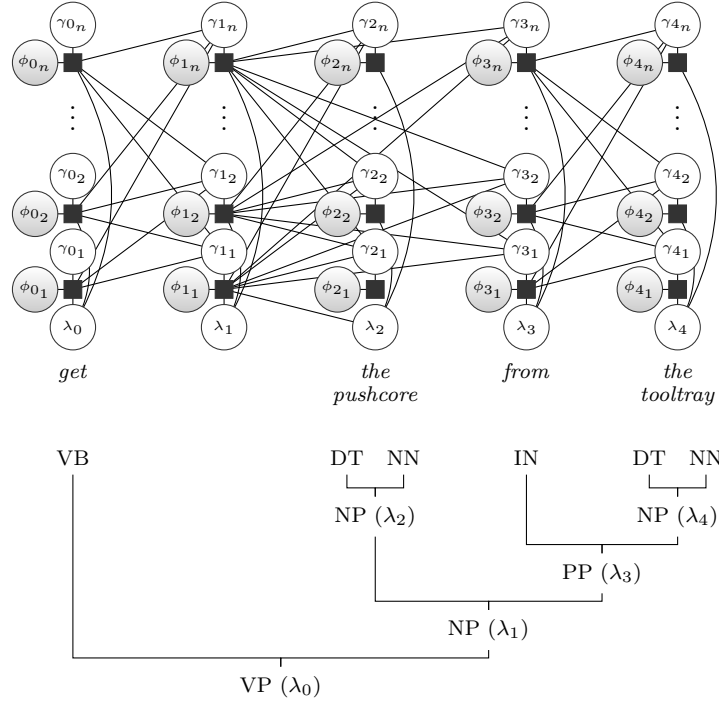 γ0n γ1n γ2n γ3n γ4n
ϕ0n ϕ1n ϕ2n ϕ3n ϕ4n
⋮ ⋮ ⋮ ⋮ ⋮
γ02 γ12 γ22 γ32 γ42
ϕ02 ϕ12 ϕ22 ϕ32 ϕ42
γ01 γ11 γ21 γ31 γ41
ϕ01 ϕ11 ϕ21 ϕ31 ϕ41
λ0 λ1 λ2 λ3 λ4
get the from the
pushcore tooltray
VB DT NN IN DT NN
NP (λ2) NP (λ4)
PP (λ3)
NP (λ1)
VP (λ0)